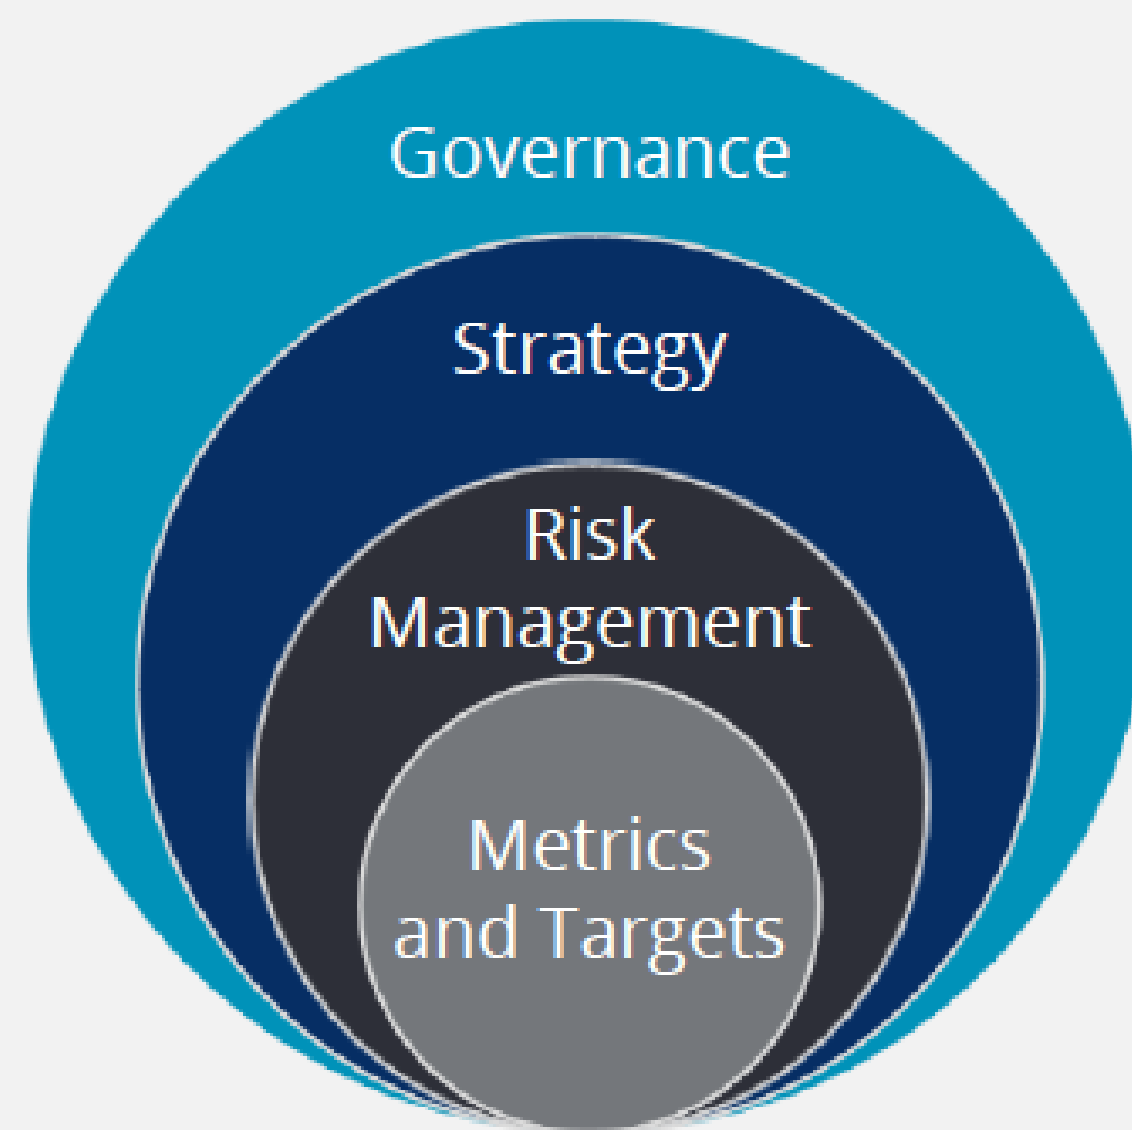 Governance
Strategy
Risk
Management
Metrics
and Targets